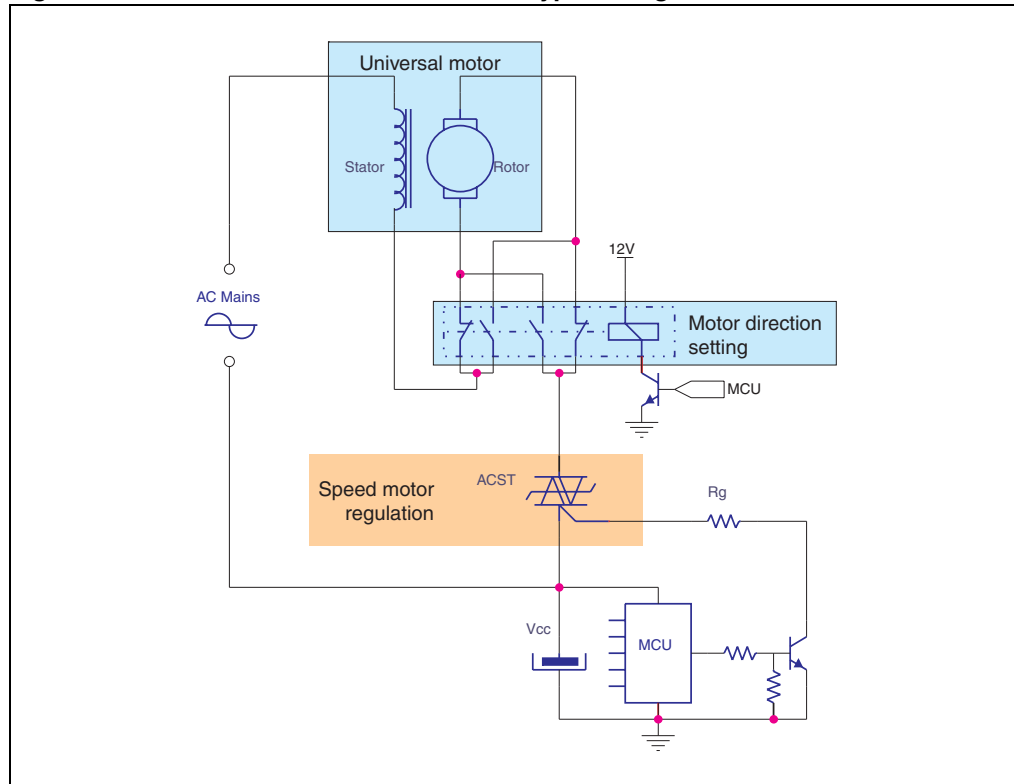 Universal motor
Stator
Rotor
12V
AC Mains
Motor direction
setting
MCU
ACST
Speed motor
regulation
Rg
Vcc
MCU